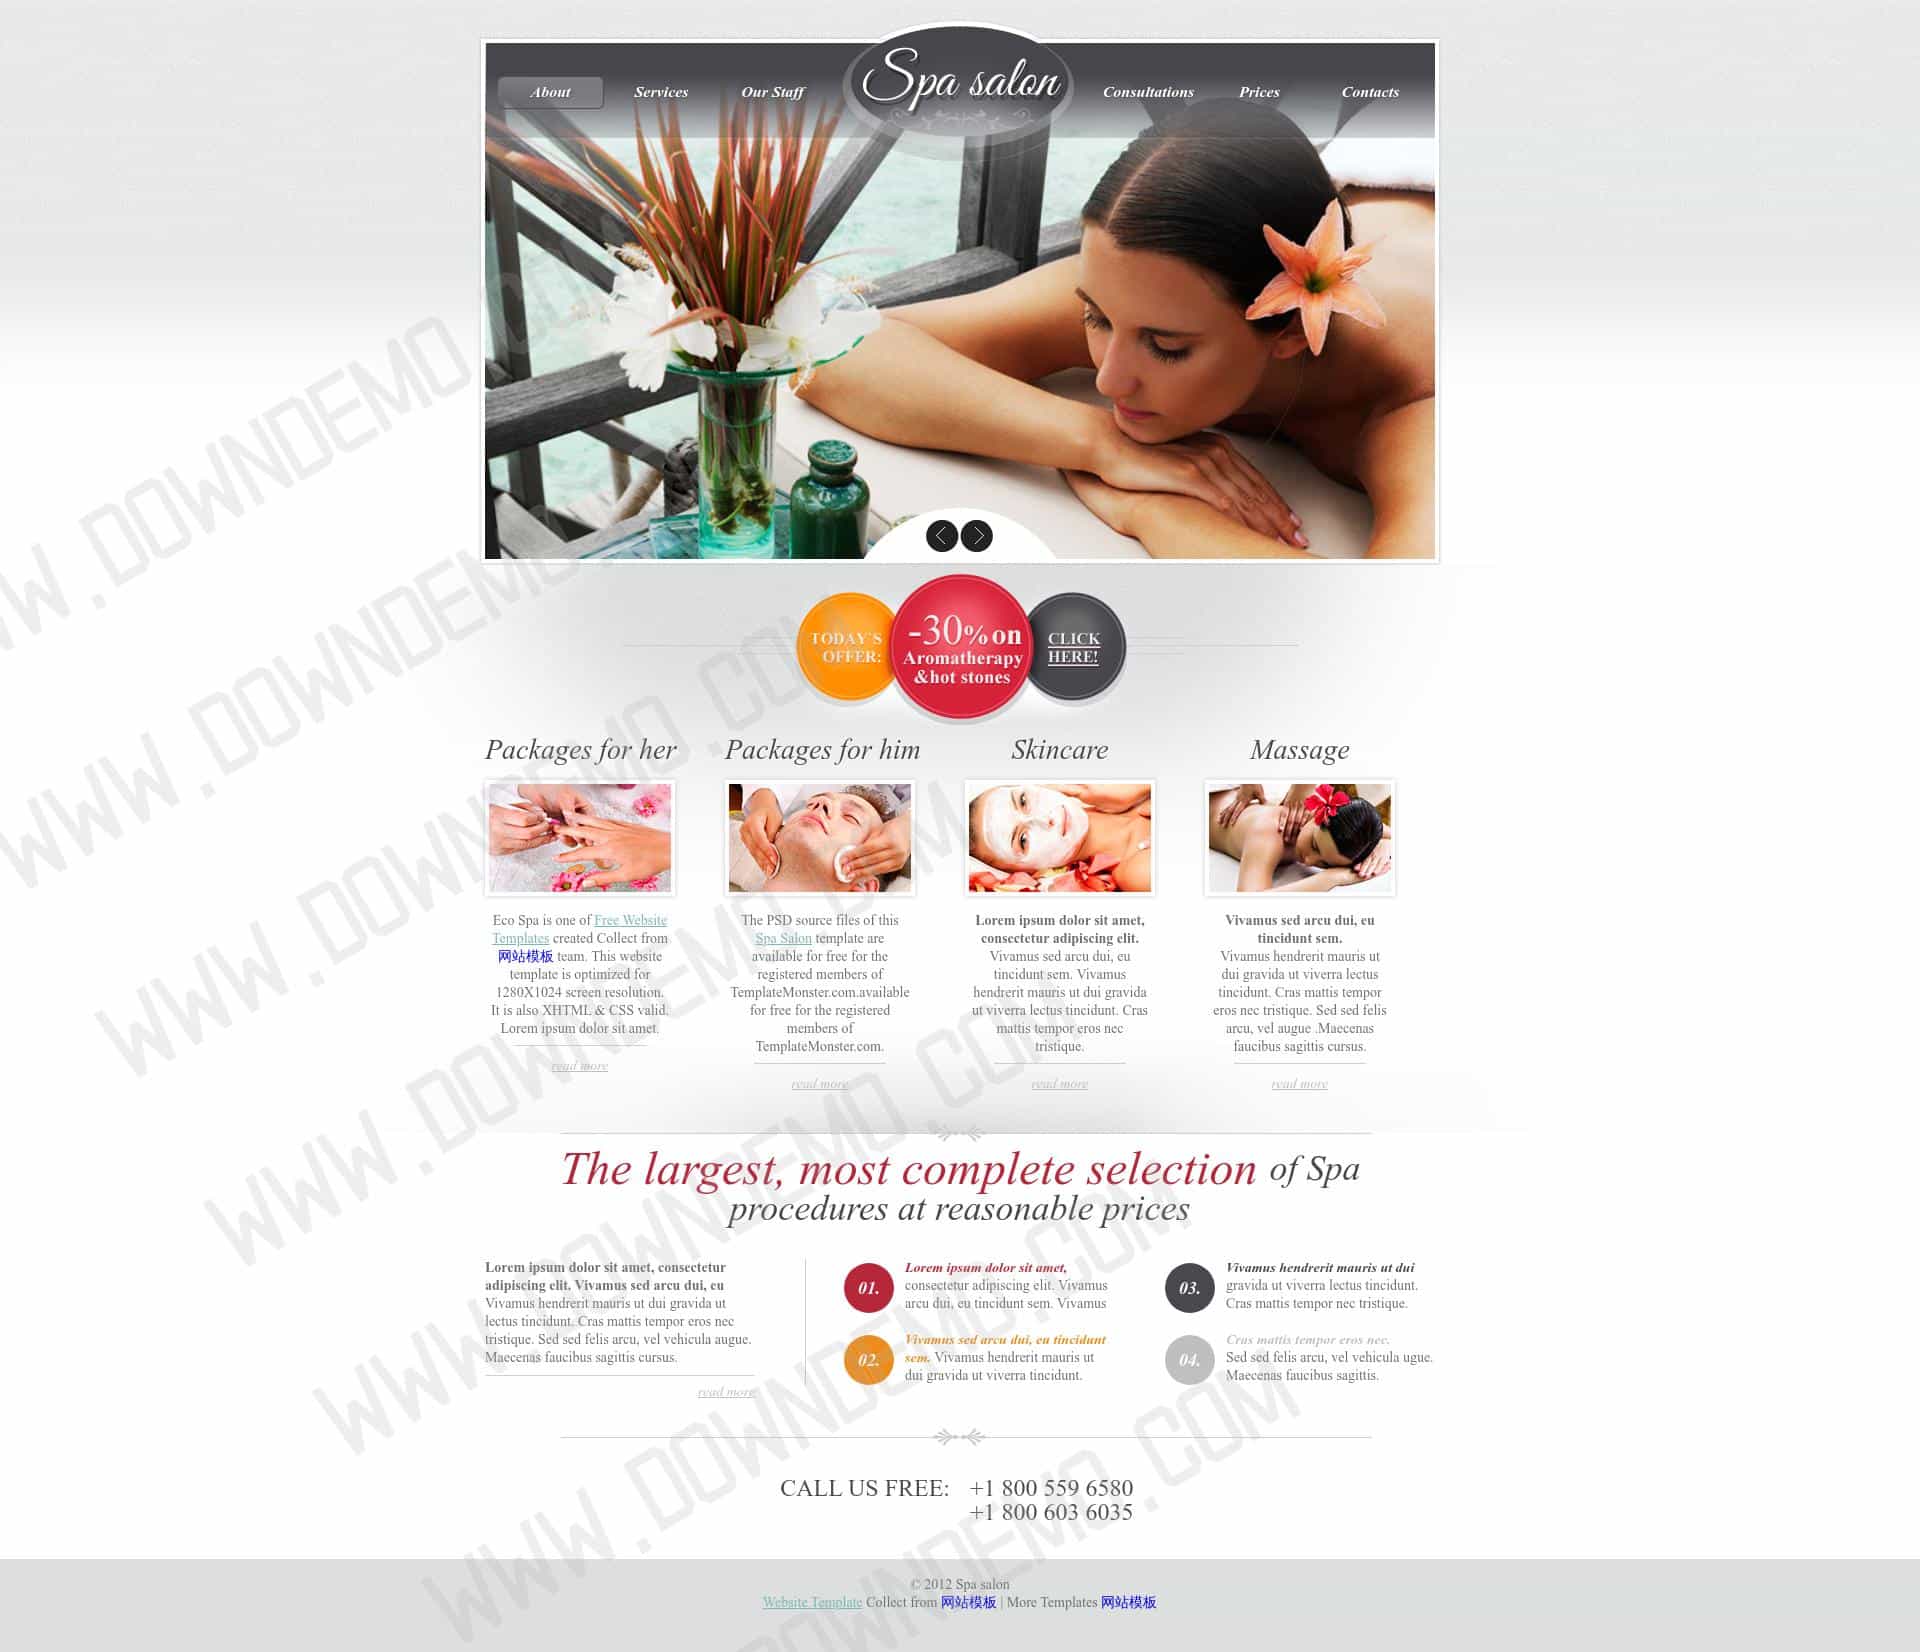 About
Services
Our Staff
Spa salon
Consultations
Prices
Contacts
TODAY`S
OFFER:
-30% on
Aromatherapy
&hot stones
CLICK
HERE!
Packages for her
Eco Spa is one of Free Website
Templates created Collect from
网站模板 team. This website
template is optimized for
1280X1024 screen resolution.
It is also XHTML & CSS valid.
Lorem ipsum dolor sit amet.
read more
Packages for him
The PSD source files of this
Spa Salon template are
available for free for the
registered members of
TemplateMonster.com.available
for free for the registered
members of
TemplateMonster.com.
read more
Skincare
Lorem ipsum dolor sit amet,
consectetur adipiscing elit.
Vivamus sed arcu dui, eu
tincidunt sem. Vivamus
hendrerit mauris ut dui gravida
ut viverra lectus tincidunt. Cras
mattis tempor eros nec
tristique.
read more
Massage
Vivamus sed arcu dui, eu
tincidunt sem.
Vivamus hendrerit mauris ut
dui gravida ut viverra lectus
tincidunt. Cras mattis tempor
eros nec tristique. Sed sed felis
arcu, vel augue .Maecenas
faucibus sagittis cursus.
read more
The largest, most complete selection of Spa
procedures at reasonable prices
Lorem ipsum dolor sit amet, consectetur
adipiscing elit. Vivamus sed arcu dui, eu
Vivamus hendrerit mauris ut dui gravida ut
lectus tincidunt. Cras mattis tempor eros nec
tristique. Sed sed felis arcu, vel vehicula augue.
Maecenas faucibus sagittis cursus.
read more
01.
Lorem ipsum dolor sit amet,
consectetur adipiscing elit. Vivamus
arcu dui, eu tincidunt sem. Vivamus
02.
Vivamus sed arcu dui, eu tincidunt
sem. Vivamus hendrerit mauris ut
dui gravida ut viverra tincidunt.
03.
Vivamus hendrerit mauris ut dui
gravida ut viverra lectus tincidunt.
Cras mattis tempor nec tristique.
04.
Cras mattis tempor eros nec.
Sed sed felis arcu, vel vehicula ugue.
Maecenas faucibus sagittis.
CALL US FREE: +1 800 559 6580
+1 800 603 6035
© 2012 Spa salon
Website Template Collect from 网站模板 | More Templates 网站模板
WWW.DOWNDEMO.COM
WWW.DOWNDEMO.COM
WWW.DOWNDEMO.COM
WWW.DOWNDEMO.COM
WWW.DOWNDEMO.COM
WWW.DOWNDEMO.COM